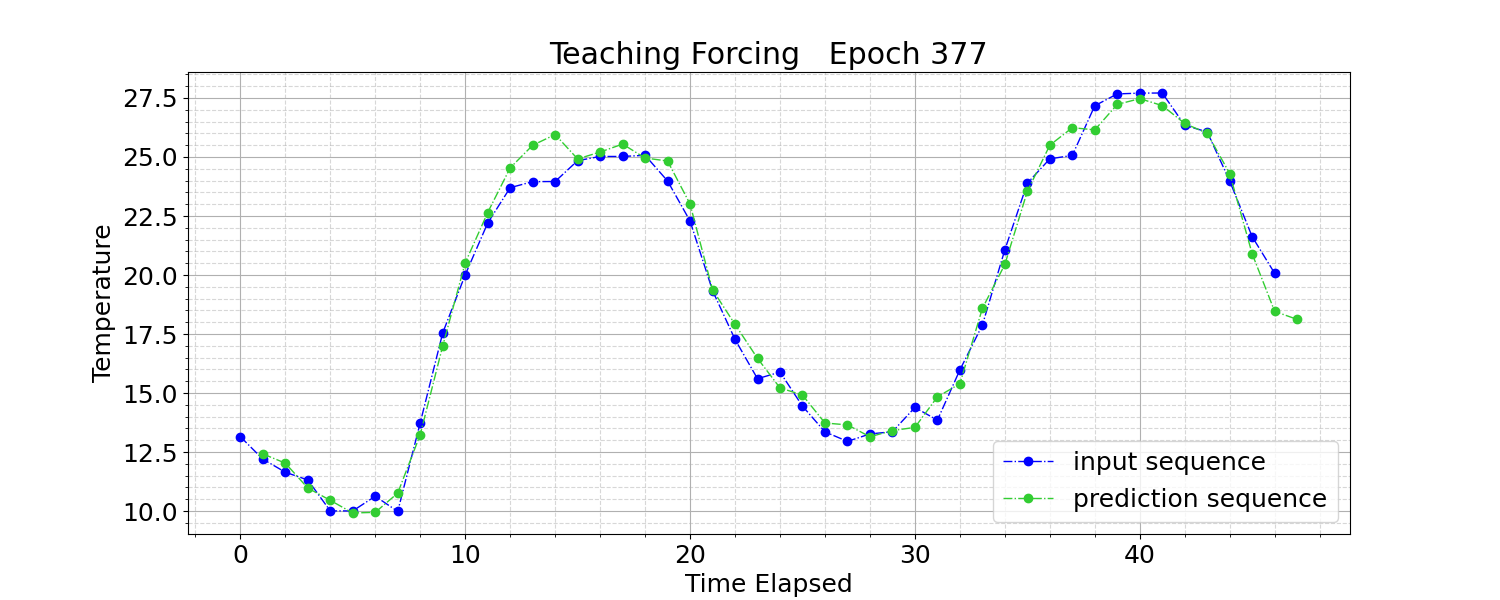 Teaching Forcing   Epoch 377
Temperature
27.5
25.0
22.5
20.0
17.5
15.0
12.5
10.0
input sequence
prediction sequence
0 10 20 30 40
Time Elapsed